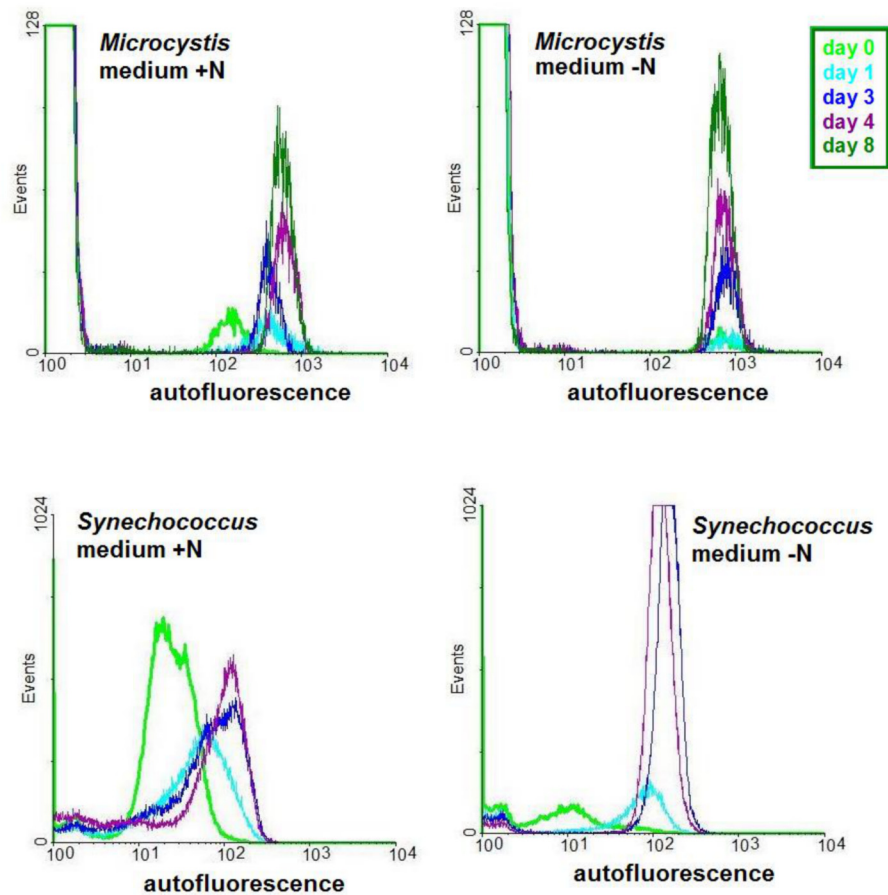 128
Microcystis
medium +N
Events
0
10⁰
10¹
10²
10³
10⁴
autofluorescence
128
Microcystis
medium -N
Events
0
10⁰
10¹
10²
10³
10⁴
autofluorescence
day 0
day 1
day 3
day 4
day 8
1024
Synechococcus
medium +N
Events
0
10⁰
10¹
10²
10³
10⁴
autofluorescence
1024
Synechococcus
medium -N
Events
0
10⁰
10¹
10²
10³
10⁴
autofluorescence